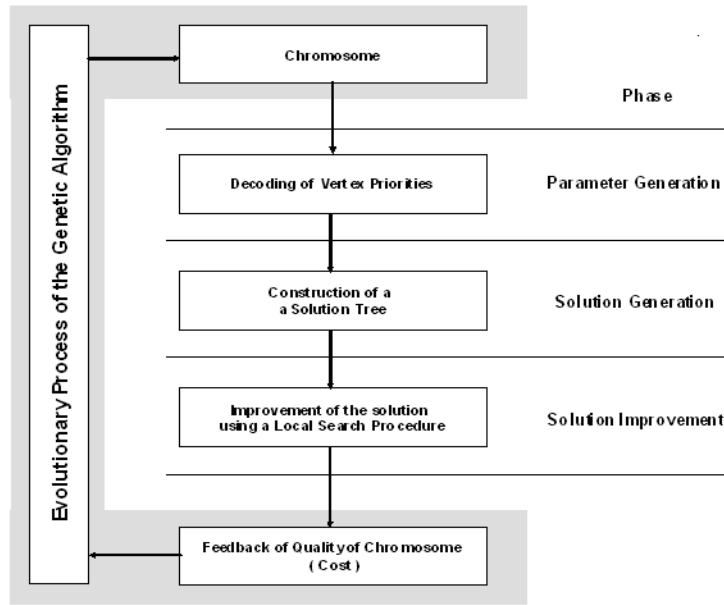 Evolutionary Process of the Genetic Algorithm
Chromosome
Phase
Decoding of Vertex Priorities
Parameter Generation
Construction of a
a Solution Tree
Solution Generation
Improvement of the solution
using a Local Search Procedure
Solution Improvement
Feedback of Quality of Chromosome
( Cost )